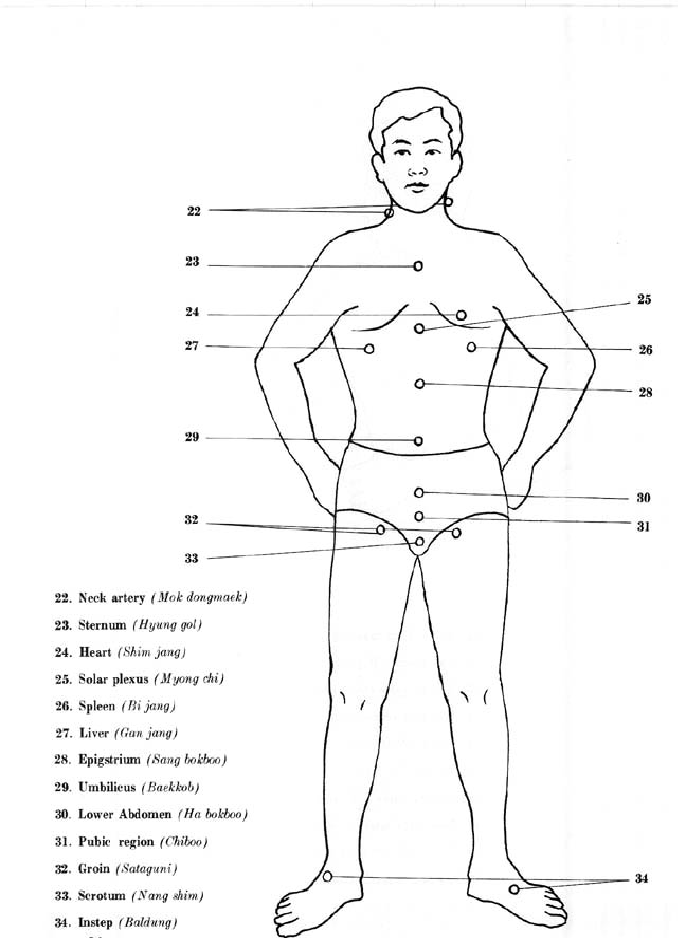 22
23
24
25
27
26
28
29
30
32
31
33
22. Neck artery (Mok dongmaek)
23. Sternum (Hyung gol)
24. Heart (Shim jang)
25. Solar plexus (Myong chi)
26. Spleen (Bi jang)
27. Liver (Gan jang)
28. Epigstrium (Sang bokboo)
29. Umbilicus (Baekkob)
30. Lower Abdomen (Ha bokboo)
31. Pubic region (Chiboo)
32. Groin (Sataguni)
33. Scrotum (Nang shim)
34. Instep (Baldung)
34